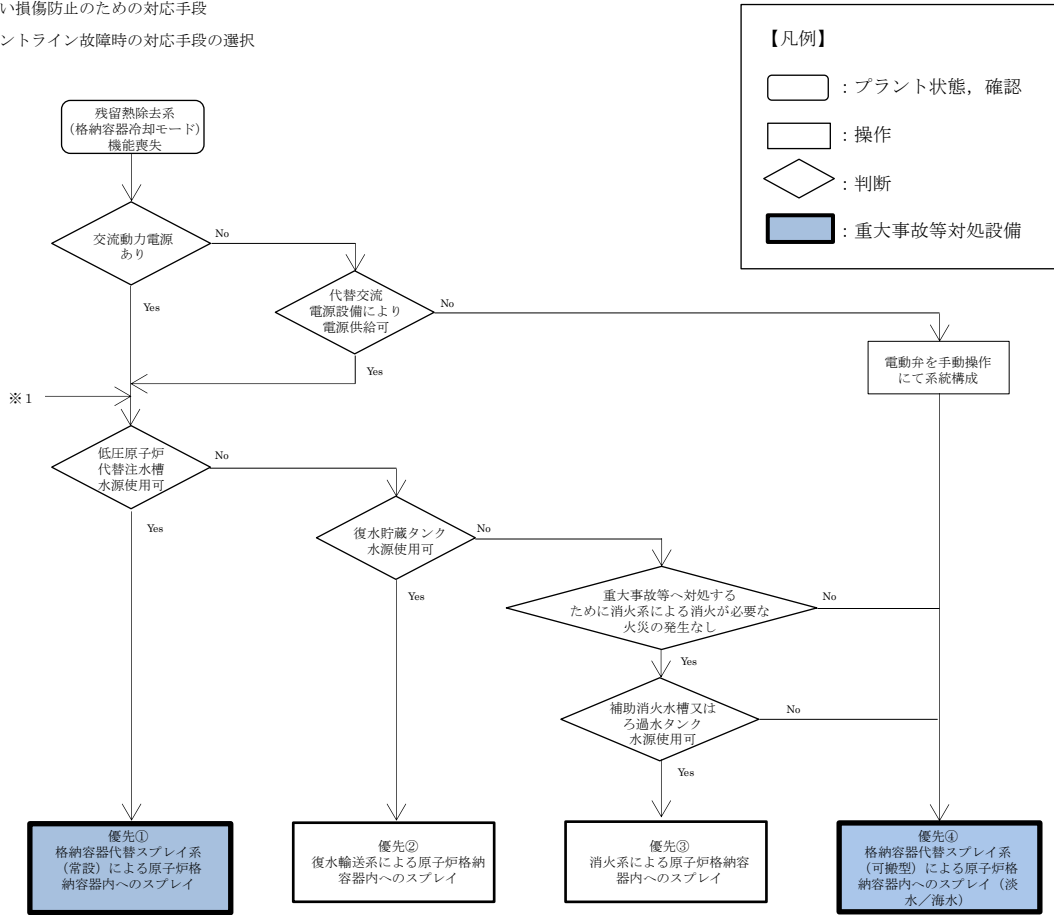 い損傷防止のための対応手段
ントライン故障時の対応手段の選択
【凡例】
：プラント状態，確認
：操作
：判断
：重大事故等対処設備
残留熱除去系
（格納容器冷却モード）
機能喪失
交流動力電源
あり
No
Yes
代替交流
電源設備により
電源供給可
No
Yes
電動弁を手動操作
にて系統構成
※1
低圧原子炉
代替注水槽
水源使用可
No
Yes
復水貯蔵タンク
水源使用可
No
Yes
重大事故等へ対処する
ために消火系による消火が必要な
火災の発生なし
No
Yes
補助消火水槽又は
ろ過水タンク
水源使用可
No
Yes
優先①
格納容器代替スプレイ系
（常設）による原子炉格
納容器内へのスプレイ
優先②
復水輸送系による原子炉格納
容器内へのスプレイ
優先③
消火系による原子炉格納容
器内へのスプレイ
優先④
格納容器代替スプレイ系
（可搬型）による原子炉格
納容器内へのスプレイ（淡
水／海水）